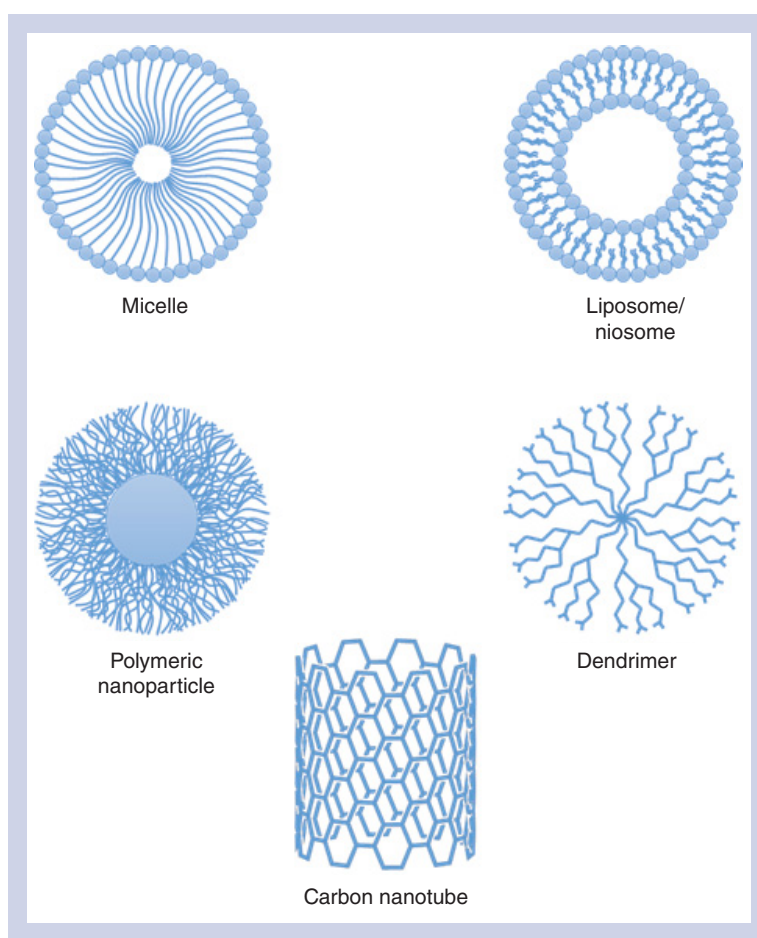 Micelle
Liposome/
niosome
Polymeric
nanoparticle
Dendrimer
Carbon nanotube